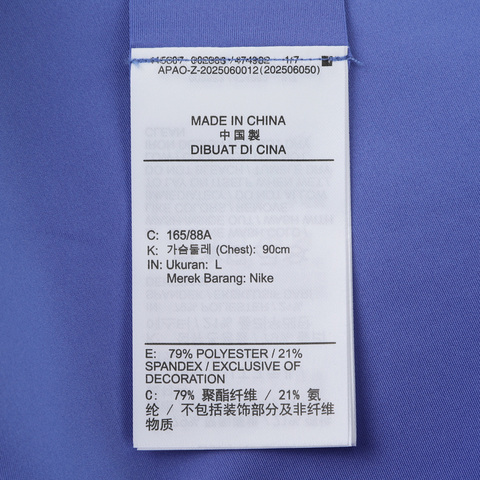 APAO-Z-2025060012(202506050)
MADE IN CHINA
中国製
DIBUAT DI CINA
C: 165/88A
K: 가슴둘레 (Chest): 90cm
IN: Ukuran: L
Merek Barang: Nike
E: 79% POLYESTER / 21%
SPANDEX / EXCLUSIVE OF
DECORATION
C: 79% 聚酯纤维 / 21% 氨
纶 / 不包括装饰部分及非纤维
物质